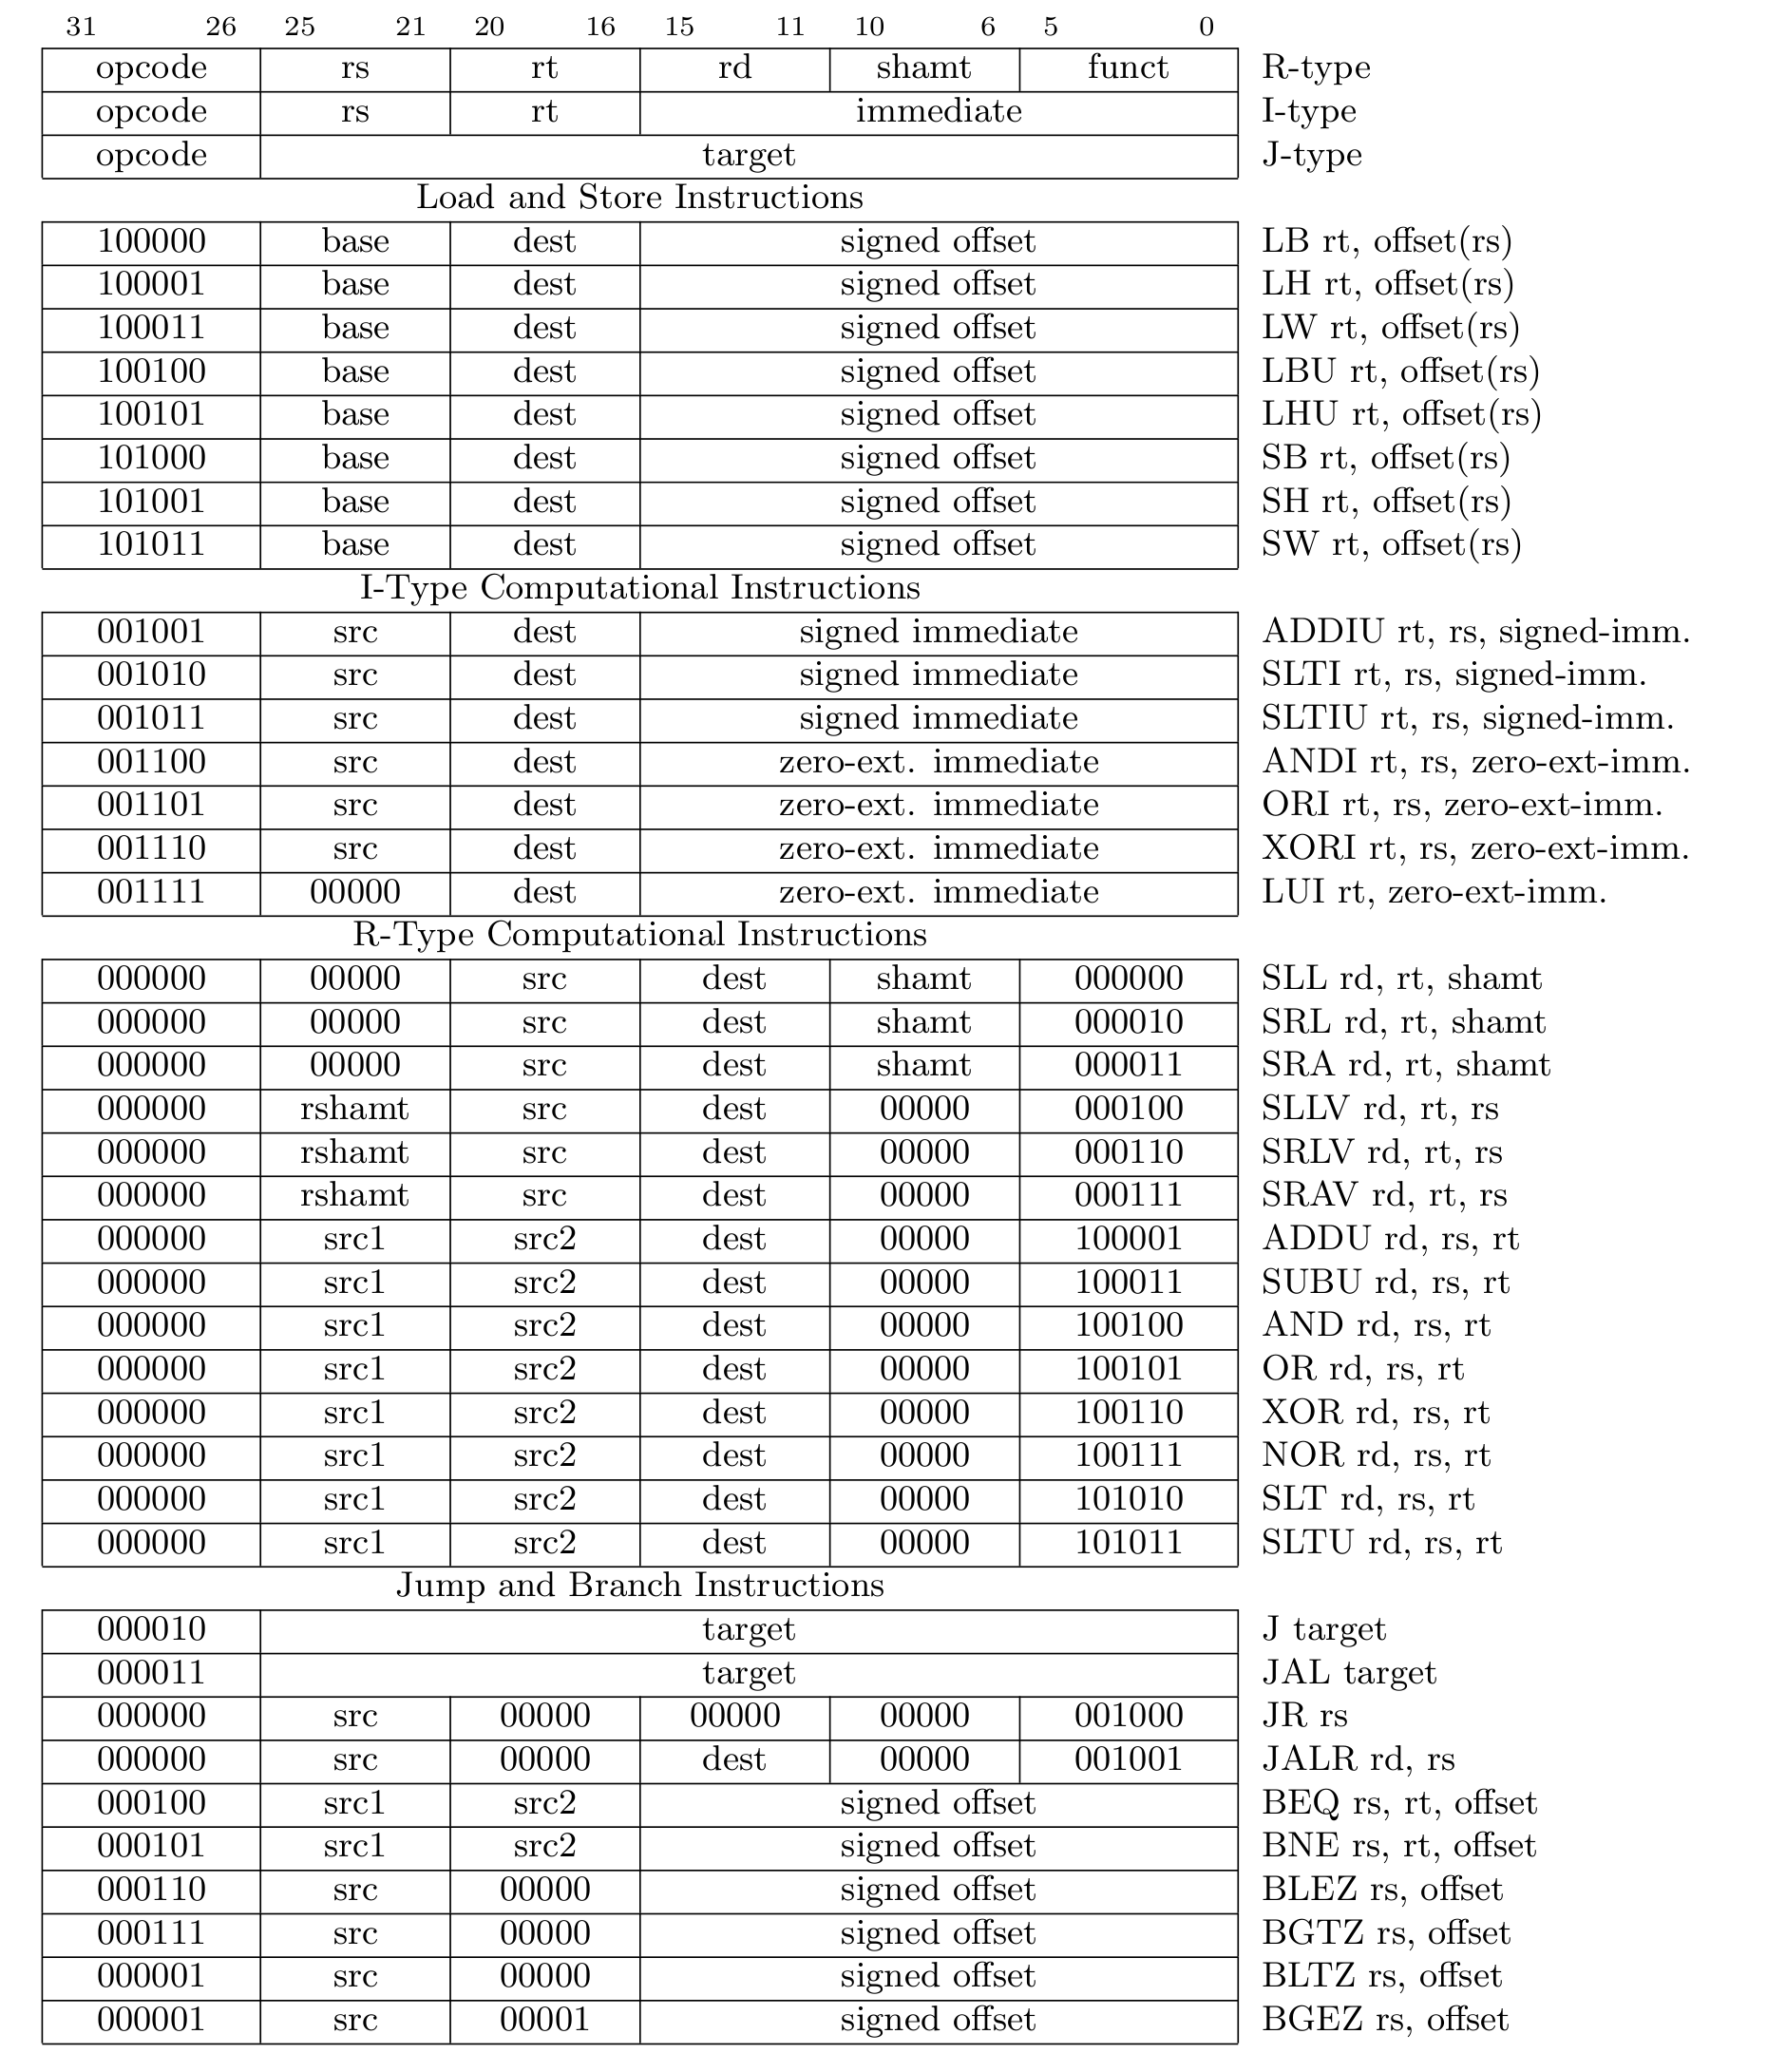 31 26 25 21 20 16 15 11 10 6 5 0
opcode rs rt rd shamt funct R-type
opcode rs rt immediate I-type
opcode target J-type
Load and Store Instructions
100000 base dest signed offset LB rt, offset(rs)
100001 base dest signed offset LH rt, offset(rs)
100011 base dest signed offset LW rt, offset(rs)
100100 base dest signed offset LBU rt, offset(rs)
100101 base dest signed offset LHU rt, offset(rs)
101000 base dest signed offset SB rt, offset(rs)
101001 base dest signed offset SH rt, offset(rs)
101011 base dest signed offset SW rt, offset(rs)
I-Type Computational Instructions
001001 src dest signed immediate ADDIU rt, rs, signed-imm.
001010 src dest signed immediate SLTI rt, rs, signed-imm.
001011 src dest signed immediate SLTIU rt, rs, signed-imm.
001100 src dest zero-ext. immediate ANDI rt, rs, zero-ext-imm.
001101 src dest zero-ext. immediate ORI rt, rs, zero-ext-imm.
001110 src dest zero-ext. immediate XORI rt, rs, zero-ext-imm.
001111 00000 dest zero-ext. immediate LUI rt, zero-ext-imm.
R-Type Computational Instructions
000000 00000 src dest shamt 000000 SLL rd, rt, shamt
000000 00000 src dest shamt 000010 SRL rd, rt, shamt
000000 00000 src dest shamt 000011 SRA rd, rt, shamt
000000 rshamt src dest 00000 000100 SLLV rd, rt, rs
000000 rshamt src dest 00000 000110 SRLV rd, rt, rs
000000 rshamt src dest 00000 000111 SRAV rd, rt, rs
000000 src1 src2 dest 00000 100001 ADDU rd, rs, rt
000000 src1 src2 dest 00000 100011 SUBU rd, rs, rt
000000 src1 src2 dest 00000 100100 AND rd, rs, rt
000000 src1 src2 dest 00000 100101 OR rd, rs, rt
000000 src1 src2 dest 00000 100110 XOR rd, rs, rt
000000 src1 src2 dest 00000 100111 NOR rd, rs, rt
000000 src1 src2 dest 00000 101010 SLT rd, rs, rt
000000 src1 src2 dest 00000 101011 SLTU rd, rs, rt
Jump and Branch Instructions
000010 target J target
000011 target JAL target
000000 src 00000 00000 00000 001000 JR rs
000000 src 00000 dest 00000 001001 JALR rd, rs
000100 src1 src2 signed offset BEQ rs, rt, offset
000101 src1 src2 signed offset BNE rs, rt, offset
000110 src 00000 signed offset BLEZ rs, offset
000111 src 00000 signed offset BGTZ rs, offset
000001 src 00000 signed offset BLTZ rs, offset
000001 src 00001 signed offset BGEZ rs, offset